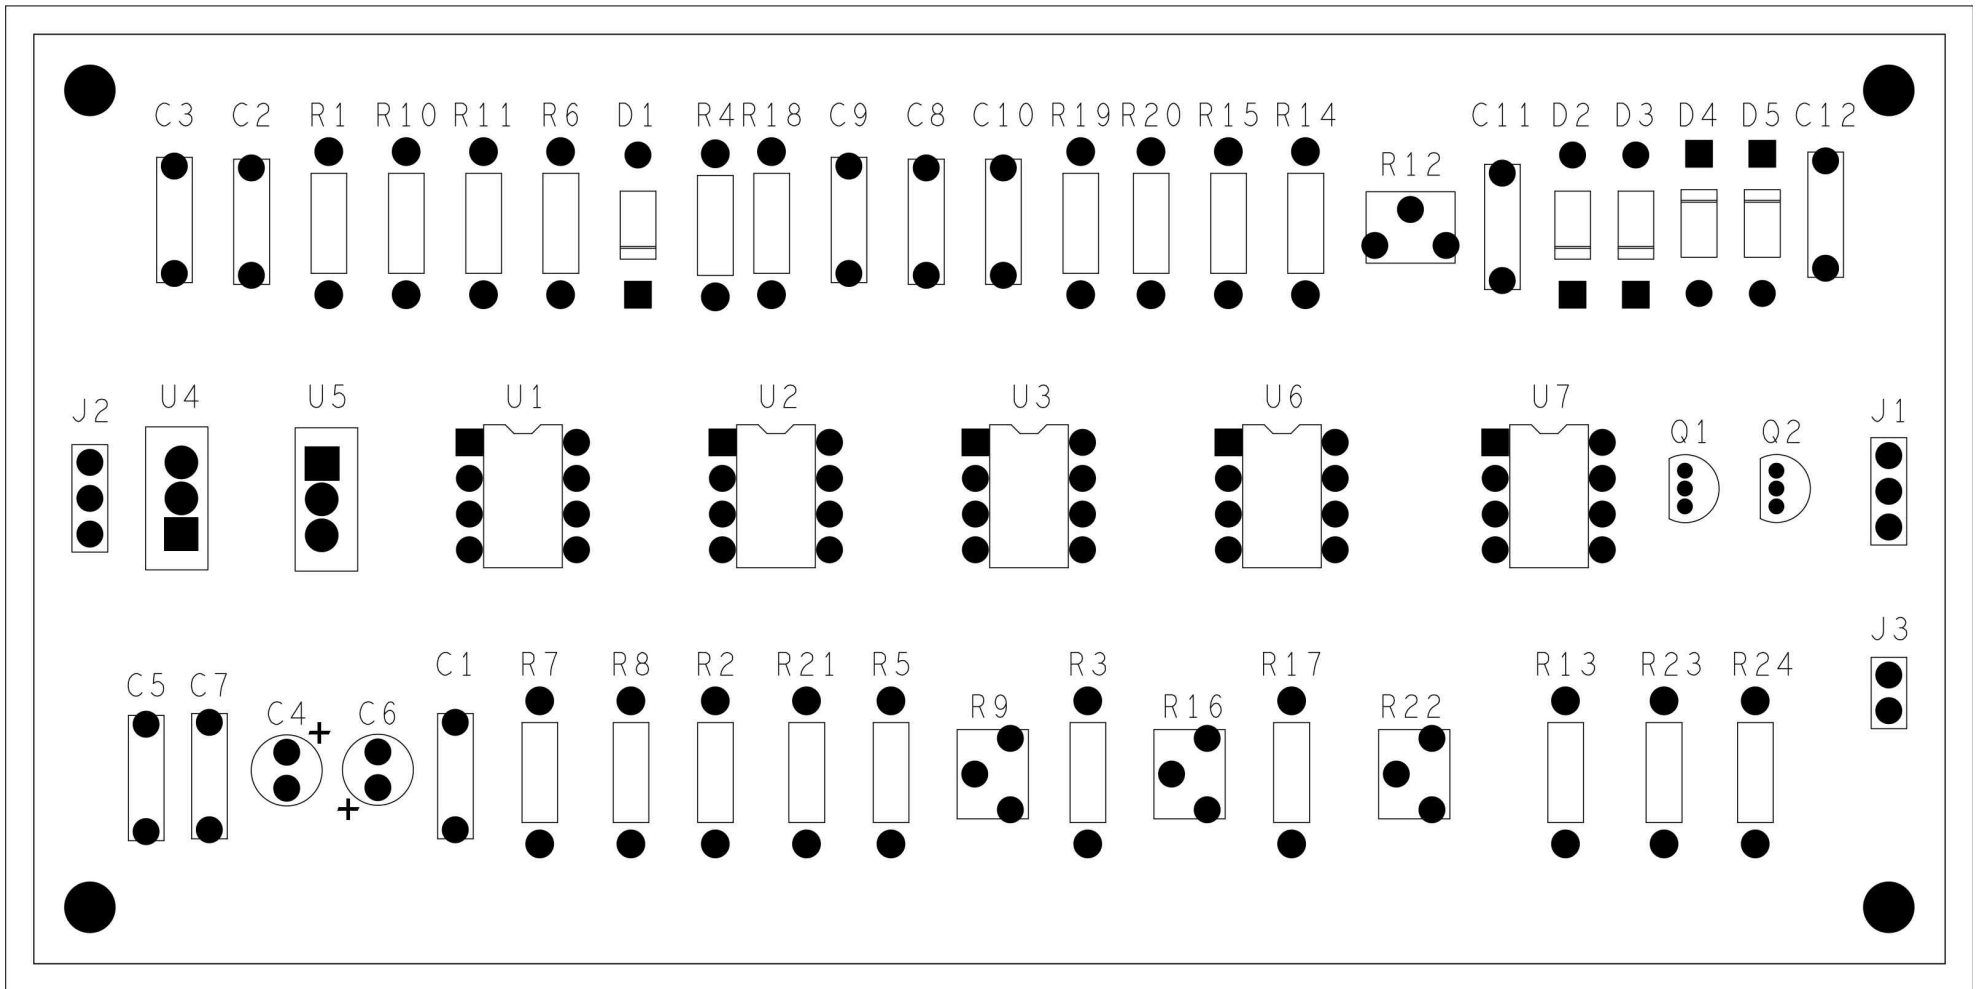 C3 C2 R1 R10 R11 R6 D1 R4 R18 C9 C8 C10 R19 R20 R15 R14 C11 D2 D3 D4 D5 C12
R12
U4 U5 U1 U2 U3 U6 U7
J2 J1
Q1 Q2
J3
C1 R7 R8 R2 R21 R5 R3 R17 R13 R23 R24
C5 C7
R9 R16 R22
C4 C6
+
+